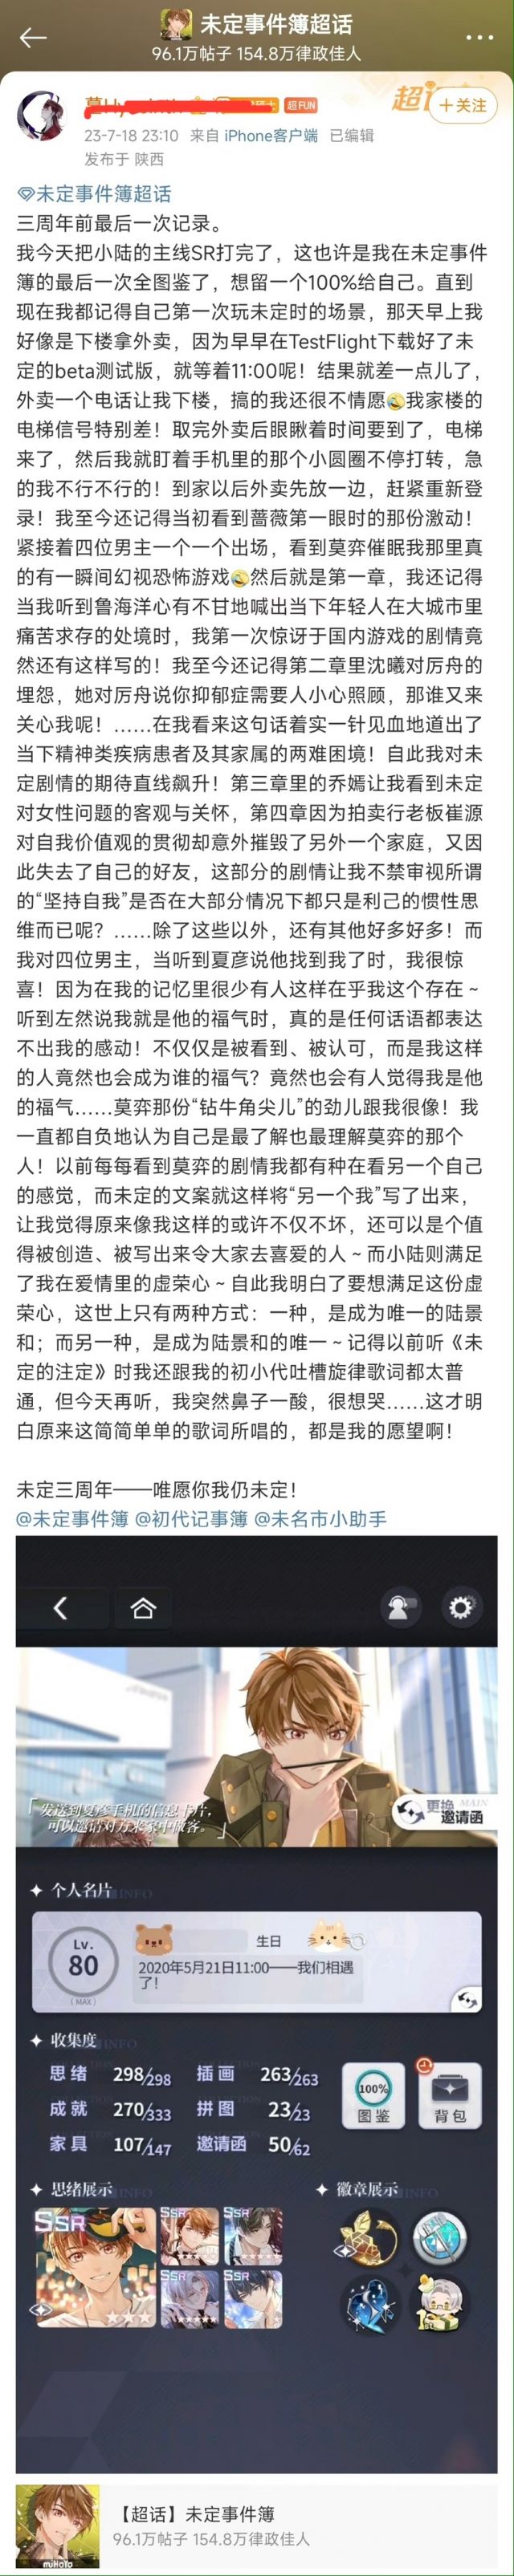 未定事件簿超话
96.1万帖子 154.8万律政佳人
超FUN
超
＋关注
23-7-18 23:10 来自 iPhone客户端 已编辑
发布于 陕西
未定事件簿超话
三周年前最后一次记录。
我今天把小陆的主线SR打完了，这也许是我在未定事件
簿的最后一次全图鉴了，想留一个100%给自己。直到
现在我都记得自己第一次玩未定时的场景，那天早上我
好像是下楼拿外卖，因为早早在TestFlight下载好了未
定的beta测试版，就等着11:00呢！结果就差一点儿了，
外卖一个电话让我下楼，搞的我还很不情愿🤣我家楼的
电梯信号特别差！取完外卖后眼瞅着时间要到了，电梯
来了，然后我就盯着手机里的那个小圆圈不停打转，急
的我不行不行的！到家以后外卖先放一边，赶紧重新登
录！我至今还记得当初看到蔷薇第一眼时的那份激动！
紧接着四位男主一个一个出场，看到莫弈催眠我那里真
的有一瞬间幻视恐怖游戏🤣然后就是第一章，我还记得
当我听到鲁海洋心有不甘地喊出当下年轻人在大城市里
痛苦求存的处境时，我第一次惊讶于国内游戏的剧情竟
然还有这样写的！我至今还记得第二章里沈曦对厉舟的
埋怨，她对厉舟说你抑郁症需要人小心照顾，那谁又来
关心我呢！……在我看来这句话着实一针见血地道出了
当下精神类疾病患者及其家属的两难困境！自此我对未
定剧情的期待直线飙升！第三章里的乔嫣让我看到未定
对女性问题的客观与关怀，第四章因为拍卖行老板崔源
对自我价值观的贯彻却意外摧毁了另外一个家庭，又因
此失去了自己的好友，这部分的剧情让我不禁审视所谓
的“坚持自我”是否在大部分情况下都只是利己的惯性思
维而已呢？……除了这些以外，还有其他好多好多！而
我对四位男主，当听到夏彦说他找到我了时，我很惊
喜！因为在我的记忆里很少有人这样在乎我这个存在～
听到左然说我就是他的福气时，真的是任何话语都表达
不出我的感动！不仅仅是被看到、被认可，而是我这样
的人竟然也会成为谁的福气？竟然也会有人觉得我是他
的福气……莫弈那份“钻牛角尖儿”的劲儿跟我很像！我
一直都自负地认为自己是最了解也最理解莫弈的那个
人！以前每每看到莫弈的剧情我都有种在看另一个自己
的感觉，而未定的文案就这样将“另一个我”写了出来，
让我觉得原来像我这样的或许不仅不坏，还可以是个值
得被创造、被写出来令大家去喜爱的人～而小陆则满足
了我在爱情里的虚荣心～自此我明白了要想满足这份虚
荣心，这世上只有两种方式：一种，是成为唯一的陆景
和；而另一种，是成为陆景和的唯一～记得以前听《未
定的注定》时我还跟我的初小代吐槽旋律歌词都太普
通，但今天再听，我突然鼻子一酸，很想哭……这才明
白原来这简简单单的歌词所唱的，都是我的愿望啊！
未定三周年——唯愿你我仍未定！
@未定事件簿 @初代记事簿 @未名市小助手
「发送到夏彦手机的信息卡片，
可以邀请对方来家中做客。」
更换 MAIN
邀请函
个人名片 INFO
Lv.
80
(MAX)
生日
2020年5月21日11:00——我们相遇
了！
收集度 INFO
思绪 298/298 插画 263/263
成就 270/333 拼图 23/23
家具 107/147 邀请函 50/62
100%
图鉴
背包
思绪展示 INFO
徽章展示 INFO
SSR
SSR
SSR
SSR
SSR
【超话】未定事件簿
96.1万帖子 154.8万律政佳人
miHoYo